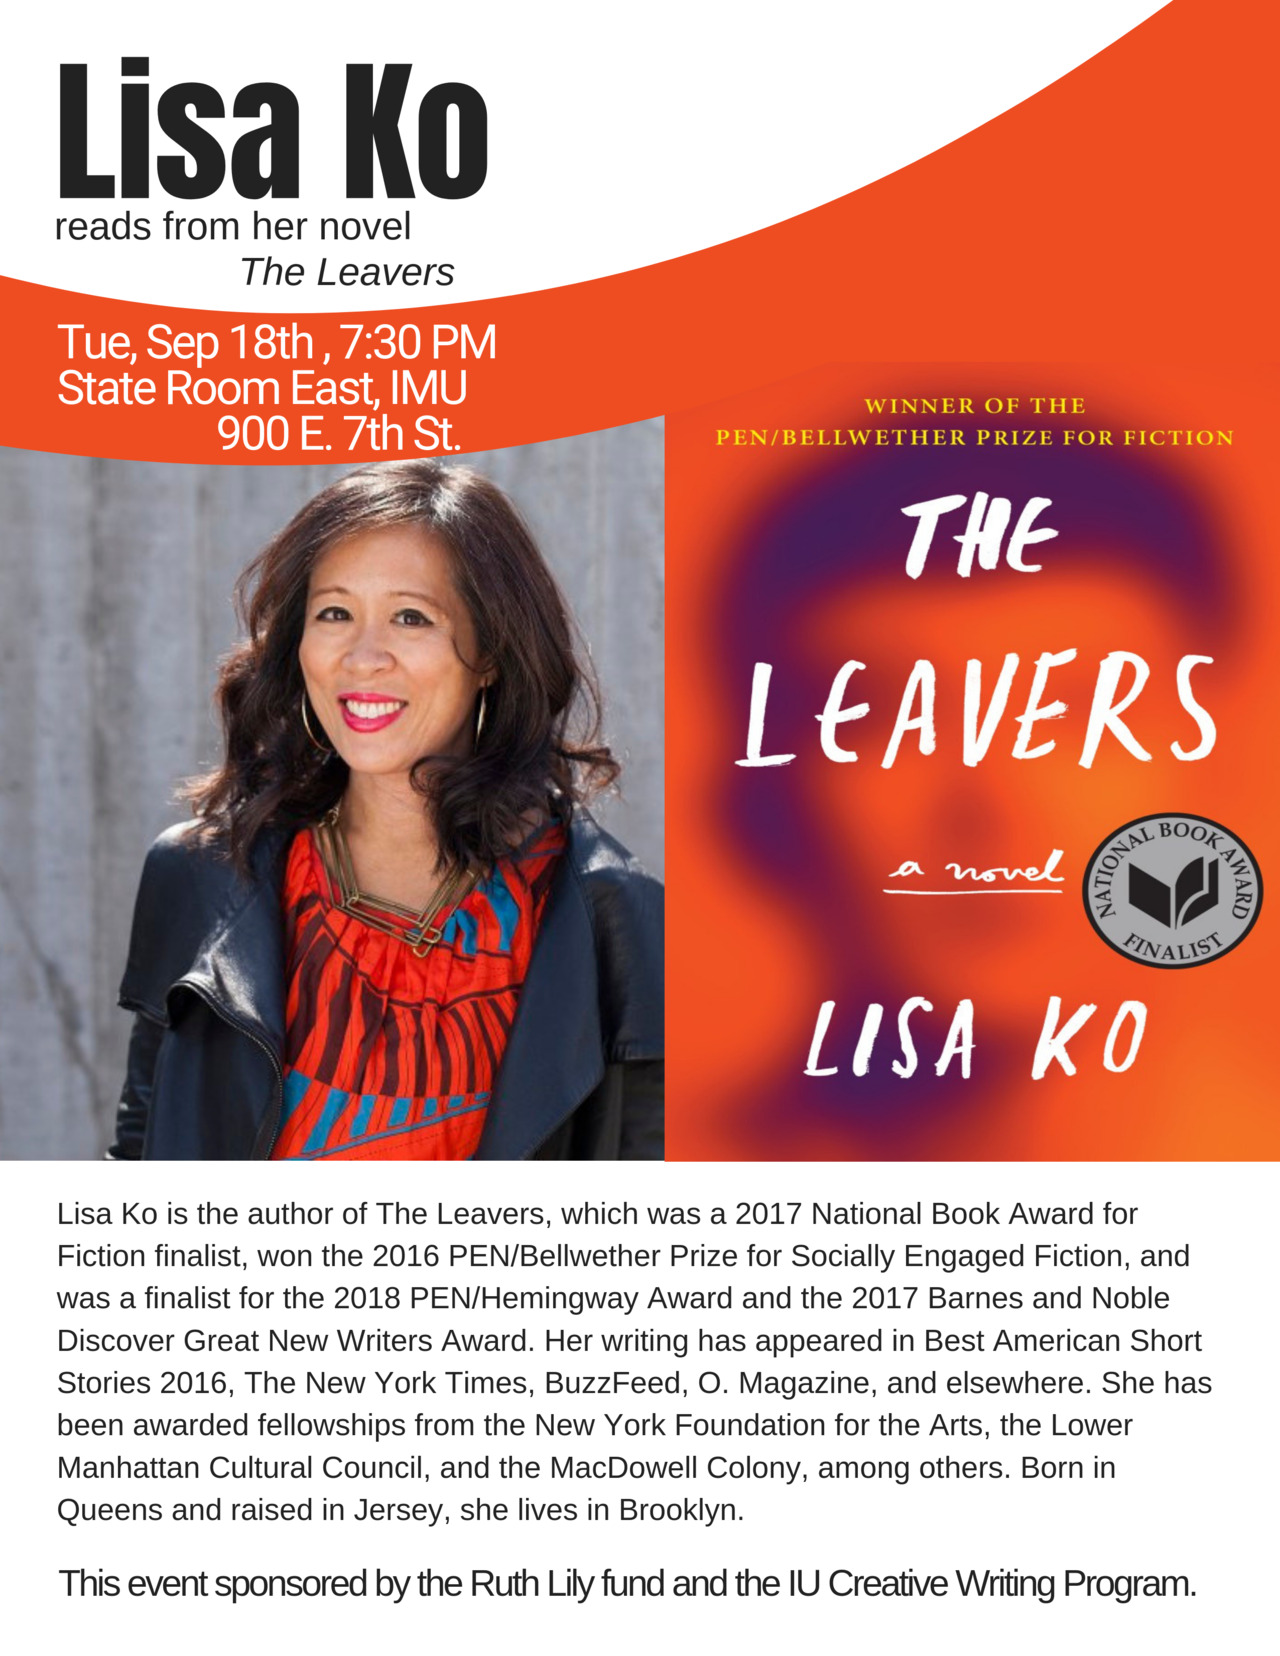 Lisa Ko
reads from her novel
The Leavers
Tue, Sep 18th , 7:30 PM
State Room East, IMU
900 E. 7th St.
WINNER OF THE
PEN/BELLWETHER PRIZE FOR FICTION
THE
LEAVERS
a novel
NATIONAL BOOK AWARD
FINALIST
LISA KO
Lisa Ko is the author of The Leavers, which was a 2017 National Book Award for
Fiction finalist, won the 2016 PEN/Bellwether Prize for Socially Engaged Fiction, and
was a finalist for the 2018 PEN/Hemingway Award and the 2017 Barnes and Noble
Discover Great New Writers Award. Her writing has appeared in Best American Short
Stories 2016, The New York Times, BuzzFeed, O. Magazine, and elsewhere. She has
been awarded fellowships from the New York Foundation for the Arts, the Lower
Manhattan Cultural Council, and the MacDowell Colony, among others. Born in
Queens and raised in Jersey, she lives in Brooklyn.
This event sponsored by the Ruth Lily fund and the IU Creative Writing Program.